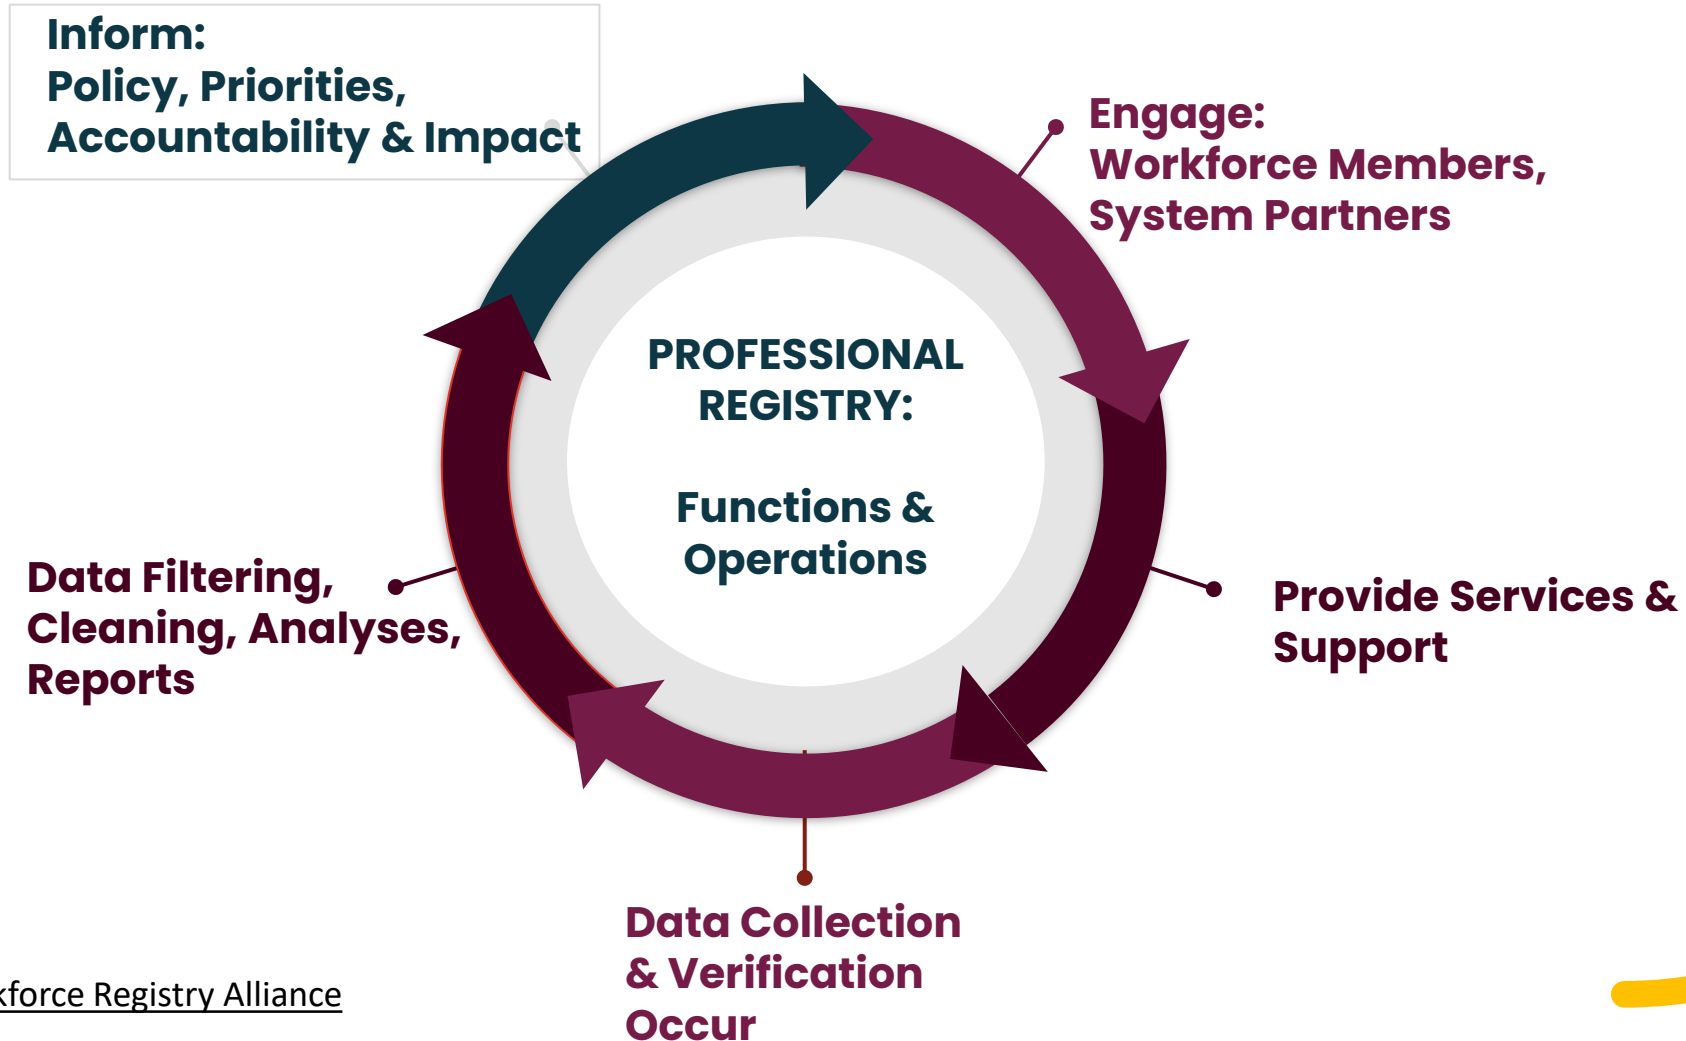 Inform:
Policy, Priorities,
Accountability & Impact
Engage:
Workforce Members,
System Partners
PROFESSIONAL
REGISTRY:
Functions &
Operations
Data Filtering,
Cleaning, Analyses,
Reports
Provide Services &
Support
Data Collection
& Verification
Occur
Registry Alliance